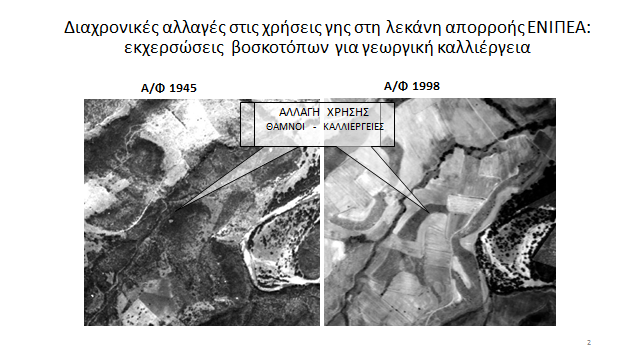 Διαχρονικές αλλαγές στις χρήσεις γης στη λεκάνη απορροής ΕΝΙΠΕΑ:
εκχερσώσεις βοσκοτόπων για γεωργική καλλιέργεια
Α/Φ 1945
Α/Φ 1998
ΑΛΛΑΓΗ ΧΡΗΣΗΣ
ΘΑΜΝΟΙ - ΚΑΛΛΙΕΡΓΕΙΕΣ
2